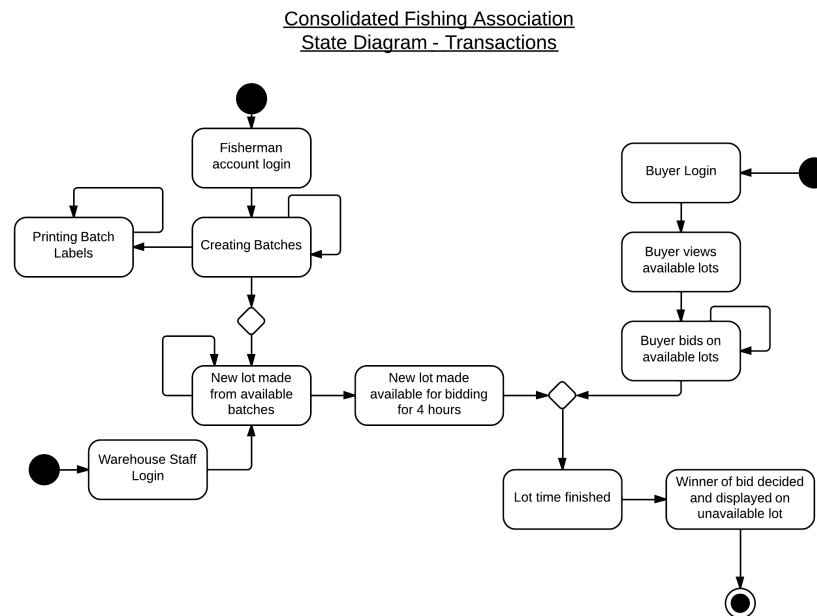 Consolidated Fishing Association
State Diagram - Transactions
Fisherman
account login
Buyer Login
Printing Batch
Labels
Creating Batches
Buyer views
available lots
Buyer bids on
available lots
New lot made
from available
batches
New lot made
available for bidding
for 4 hours
Warehouse Staff
Login
Lot time finished
Winner of bid decided
and displayed on
unavailable lot